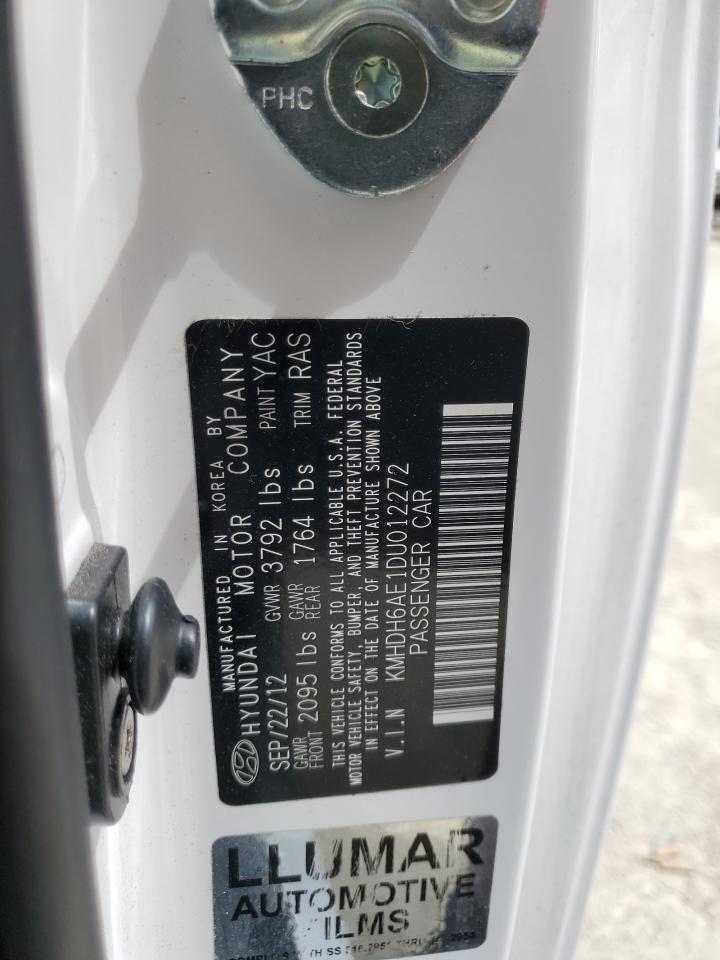 PHC
MANUFACTURED IN KOREA BY
HYUNDAI MOTOR COMPANY
SEP/22/12 GVWR 3792 lbs PAINT YAC
GAWR FRONT 2095 lbs GAWR REAR 1764 lbs TRIM RAS
THIS VEHICLE CONFORMS TO ALL APPLICABLE U.S.A. FEDERAL
MOTOR VEHICLE SAFETY, BUMPER, AND THEFT PREVENTION STANDARDS
IN EFFECT ON THE DATE OF MANUFACTURE SHOWN ABOVE
V.I.N KMHDH6AE1DU012272
PASSENGER CAR
LLUMAR
AUTOMOTIVE
ILMS